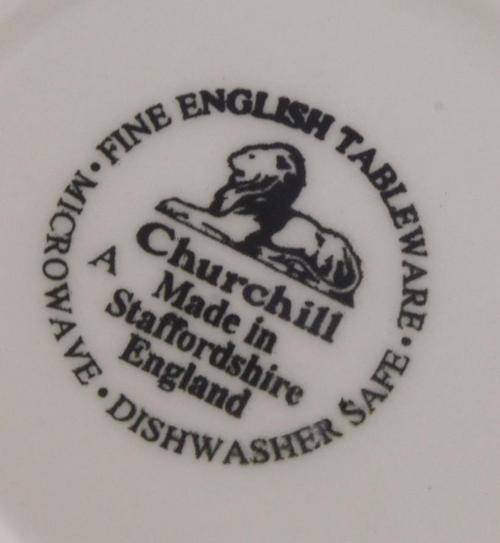 • FINE ENGLISH TABLEWARE •
MICROWAVE • DISHWASHER SAFE
A
Churchill
Made in
Staffordshire
England